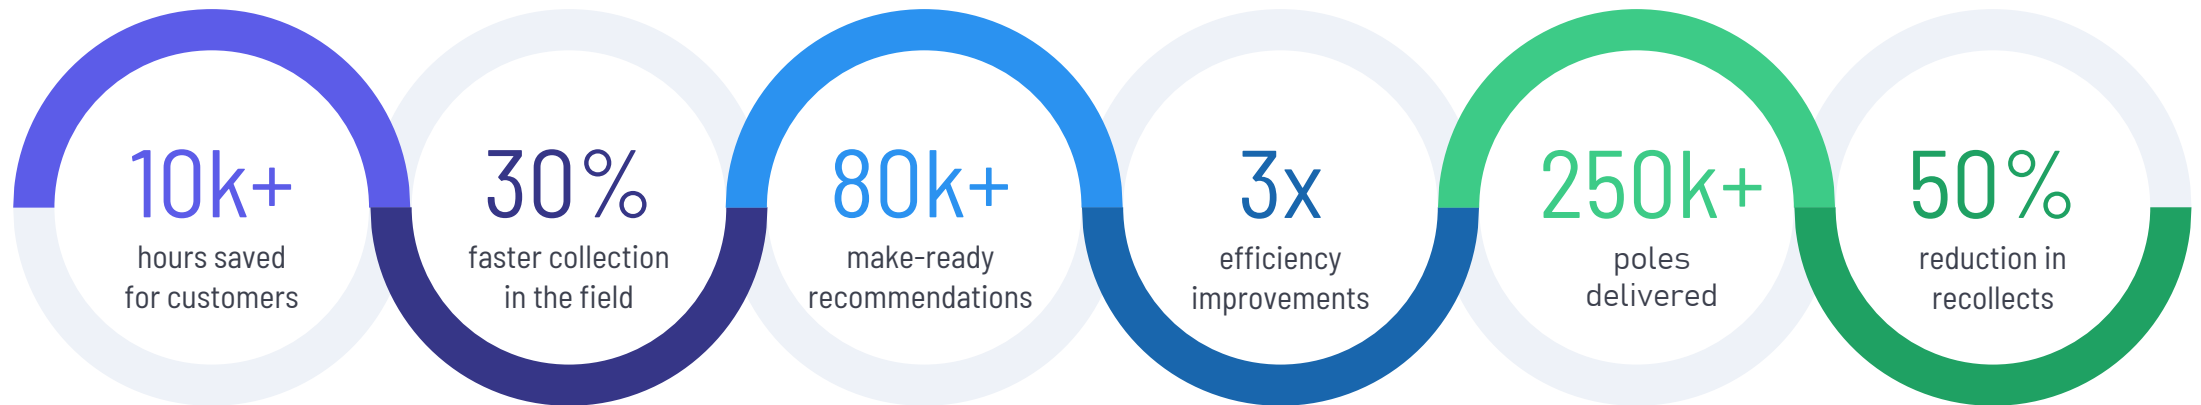 10k+
hours saved
for customers
30%
faster collection
in the field
80k+
make-ready
recommendations
3x
efficiency
improvements
250k+
poles
delivered
50%
reduction in
recollects